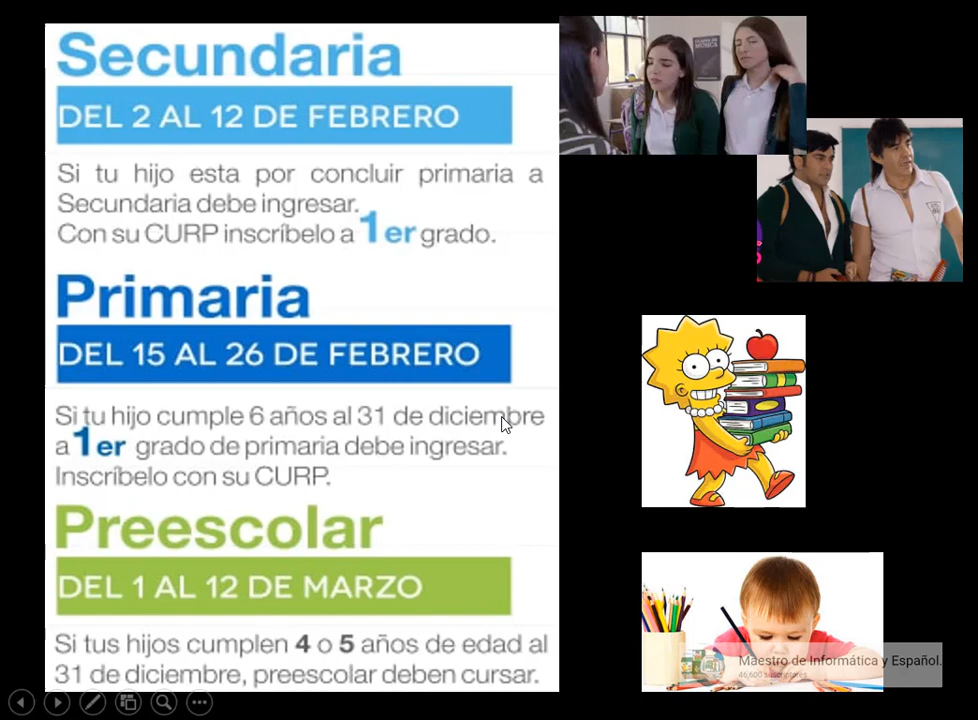 Secundaria
DEL 2 AL 12 DE FEBRERO
Si tu hijo esta por concluir primaria a
Secundaria debe ingresar.
Con su CURP inscríbelo a 1er grado.
Primaria
DEL 15 AL 26 DE FEBRERO
Si tu hijo cumple 6 años al 31 de diciembre
a 1er grado de primaria debe ingresar.
Inscríbelo con su CURP.
Preescolar
DEL 1 AL 12 DE MARZO
Si tus hijos cumplen 4 o 5 años de edad al
31 de diciembre, preescolar deben cursar.
MÚSICA
Maestro de Informática y Español.
46,600 suscriptores